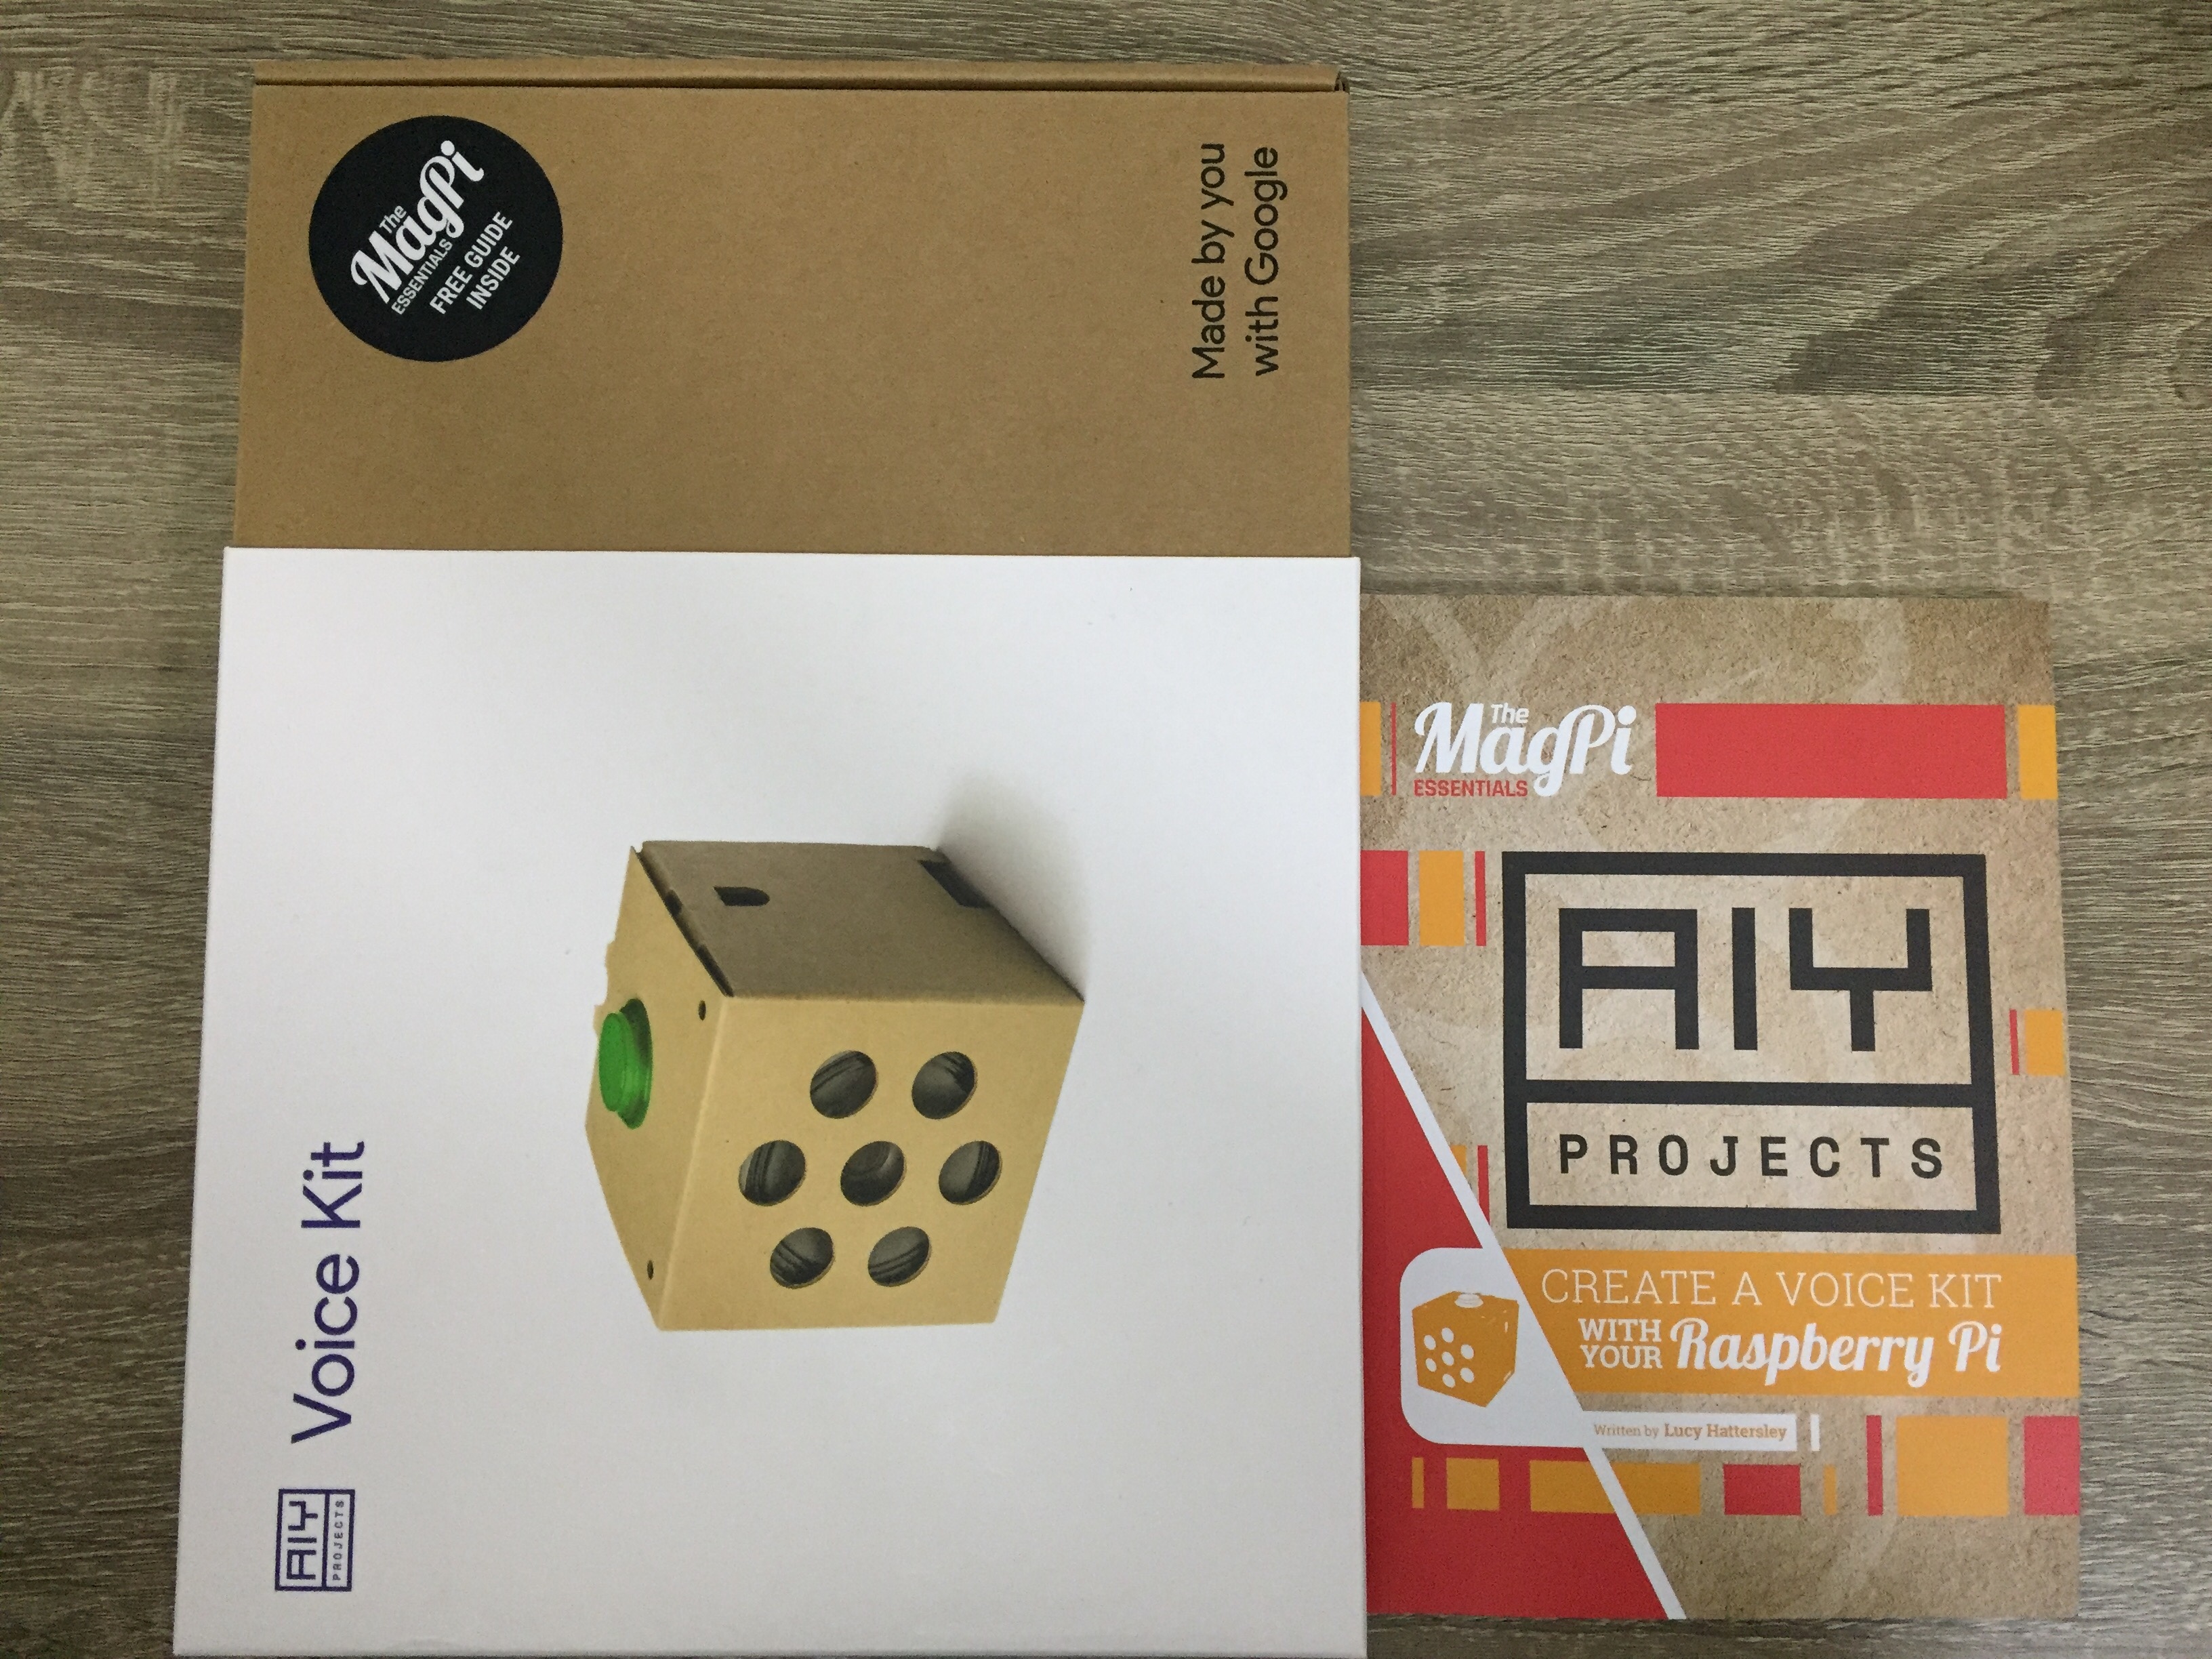 The
MagPi
ESSENTIALS
FREE GUIDE
INSIDE
Made by you
with Google
Voice Kit
AIY
PROJECTS
The
MagPi
ESSENTIALS
AIY
PROJECTS
CREATE A VOICE KIT
WITH YOUR Raspberry Pi
Written by Lucy Hattersley